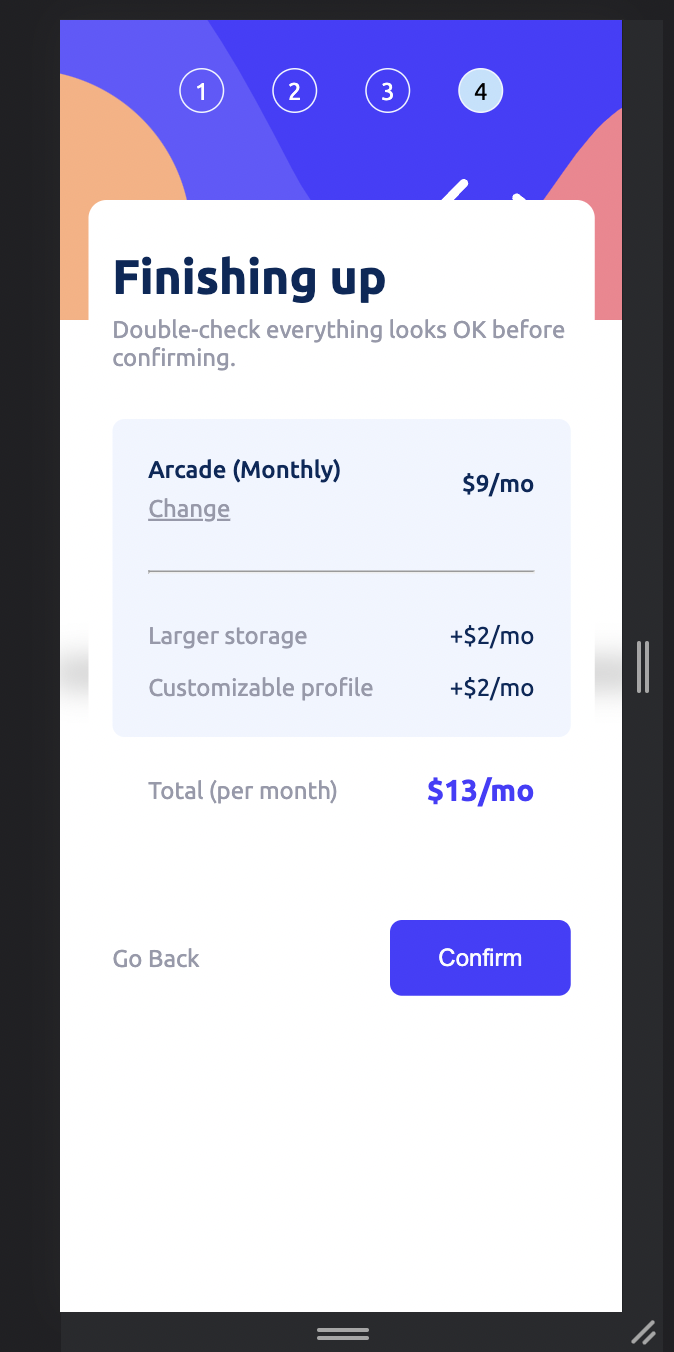 1 2 3 4
Finishing up
Double-check everything looks OK before
confirming.
Arcade (Monthly) $9/mo
Change
Larger storage +$2/mo
Customizable profile +$2/mo
Total (per month) $13/mo
Go Back Confirm